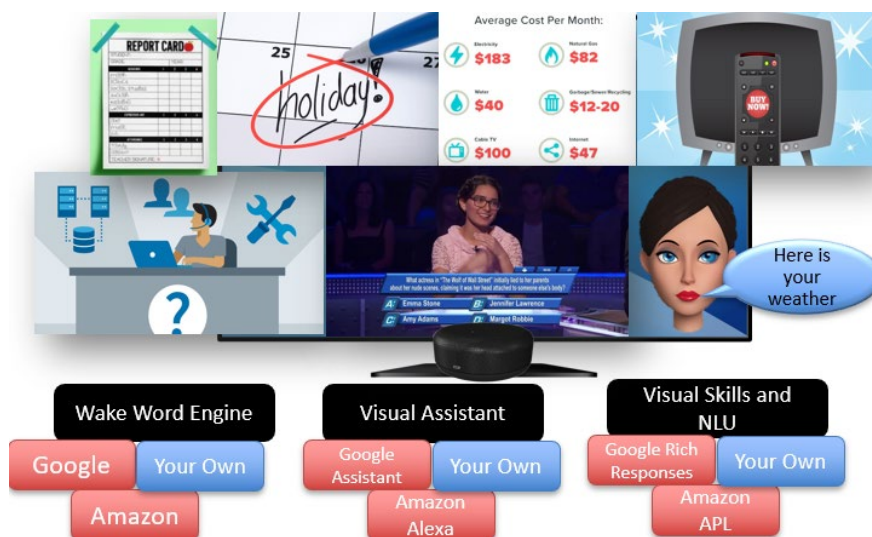 REPORT CARD
25
27
holiday!
Average Cost Per Month:
Electricity
$183
Natural Gas
$82
Water
$40
Garbage/Sewer/Recycling
$12-20
Cable TV
$100
Internet
$47
BUY
NOW!
?
What actress in "The Wolf of Wall Street" initially lied to her parents
about her nude scenes, claiming it was her head attached to someone else's body?
A: Emma Stone
B: Jennifer Lawrence
C: Amy Adams
D: Margot Robbie
Here is
your
weather
Wake Word Engine
Google
Your Own
Amazon
Visual Assistant
Google
Assistant
Your Own
Amazon
Alexa
Visual Skills and
NLU
Google Rich
Responses
Your Own
Amazon
APL